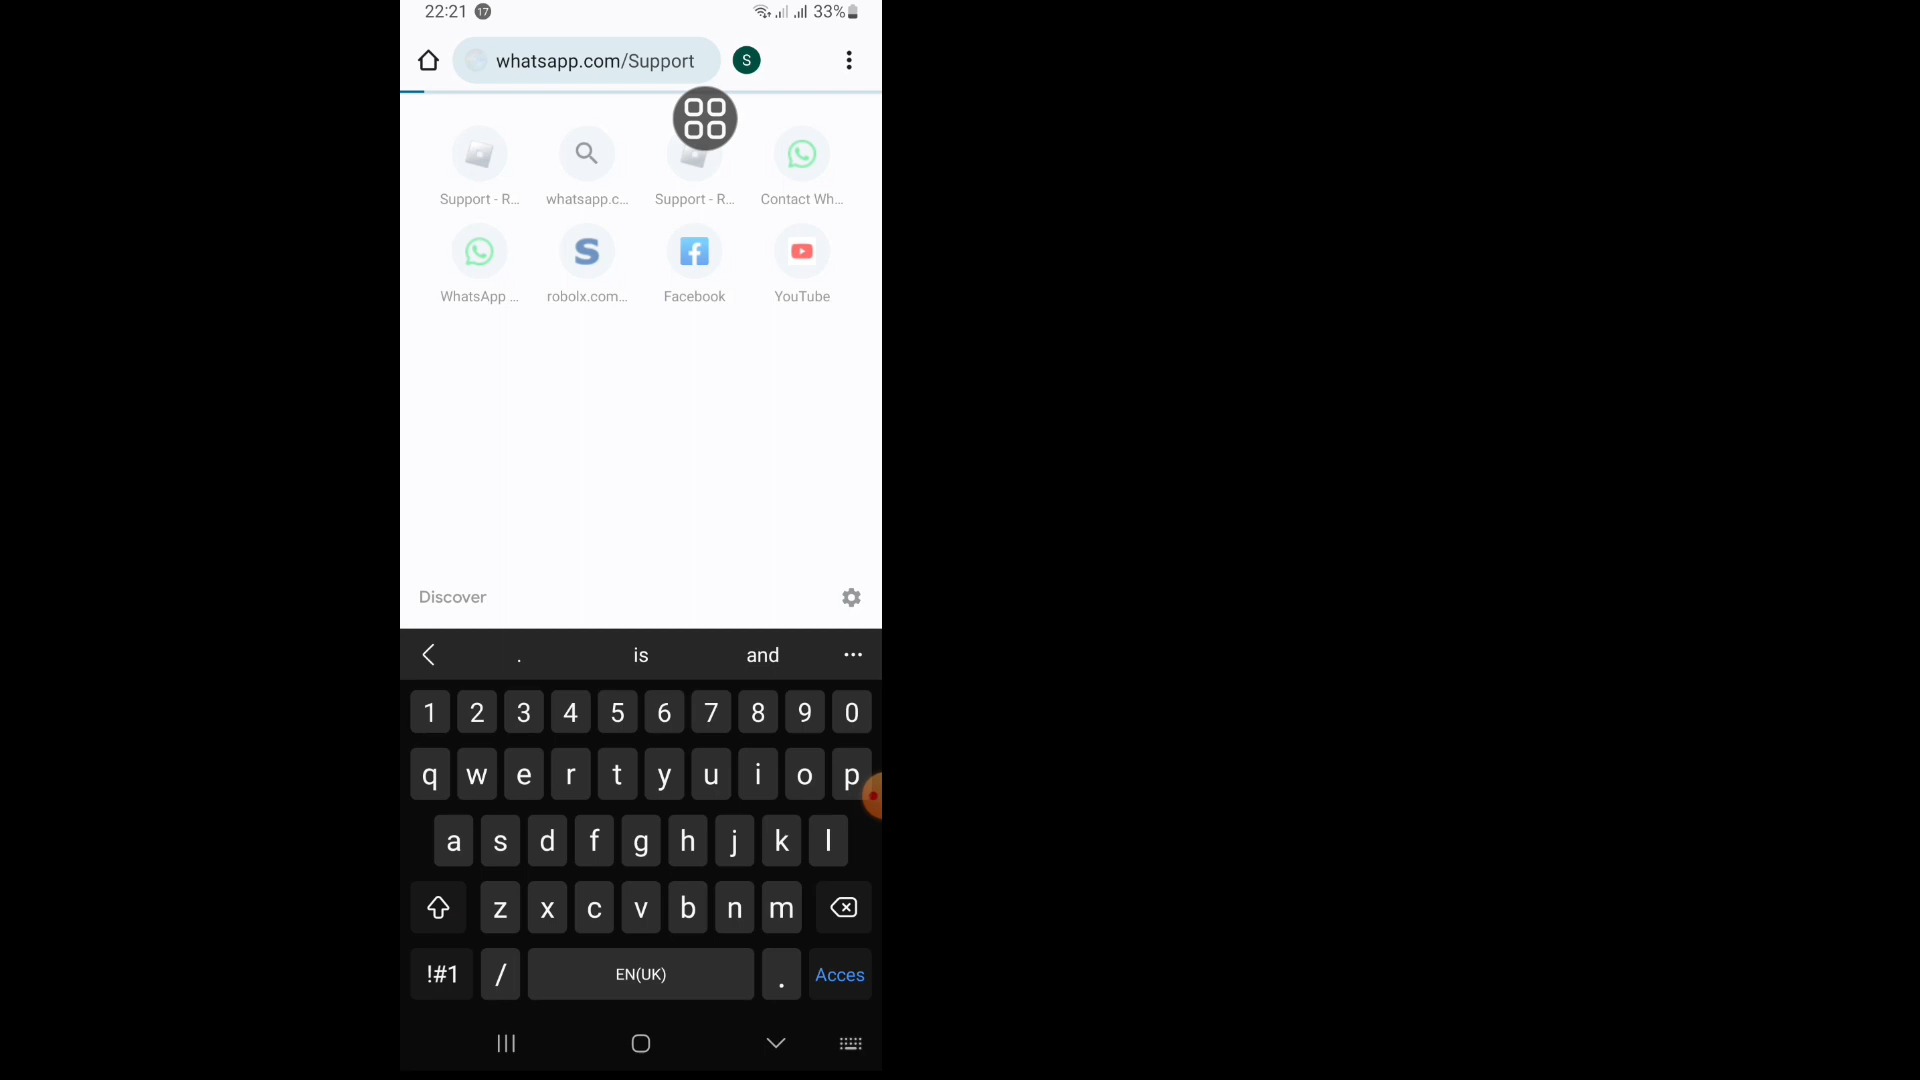 22:21 17 33%
whatsapp.com/Support S
Support - R... whatsapp.c... Support - R... Contact Wh...
WhatsApp ... robolx.com... Facebook YouTube
Discover
. is and ...
1 2 3 4 5 6 7 8 9 0
q w e r t y u i o p
a s d f g h j k l
z x c v b n m
!#1 / EN(UK) . Acces